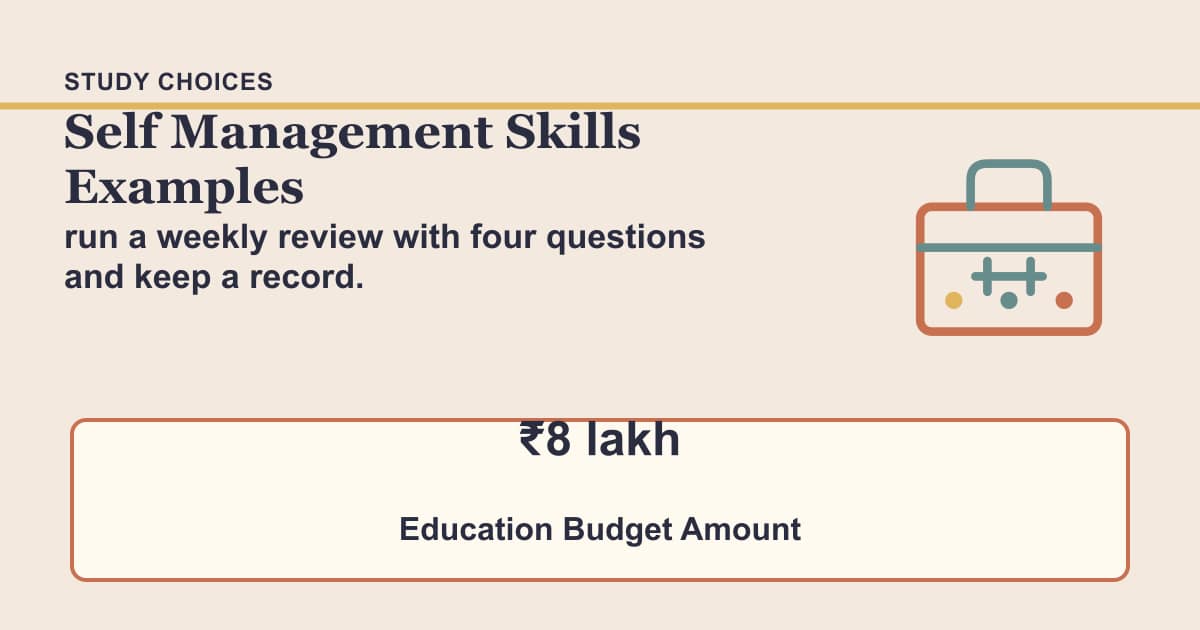 STUDY CHOICES
Self Management Skills
Examples
run a weekly review with four questions
and keep a record.
₹8 lakh
Education Budget Amount